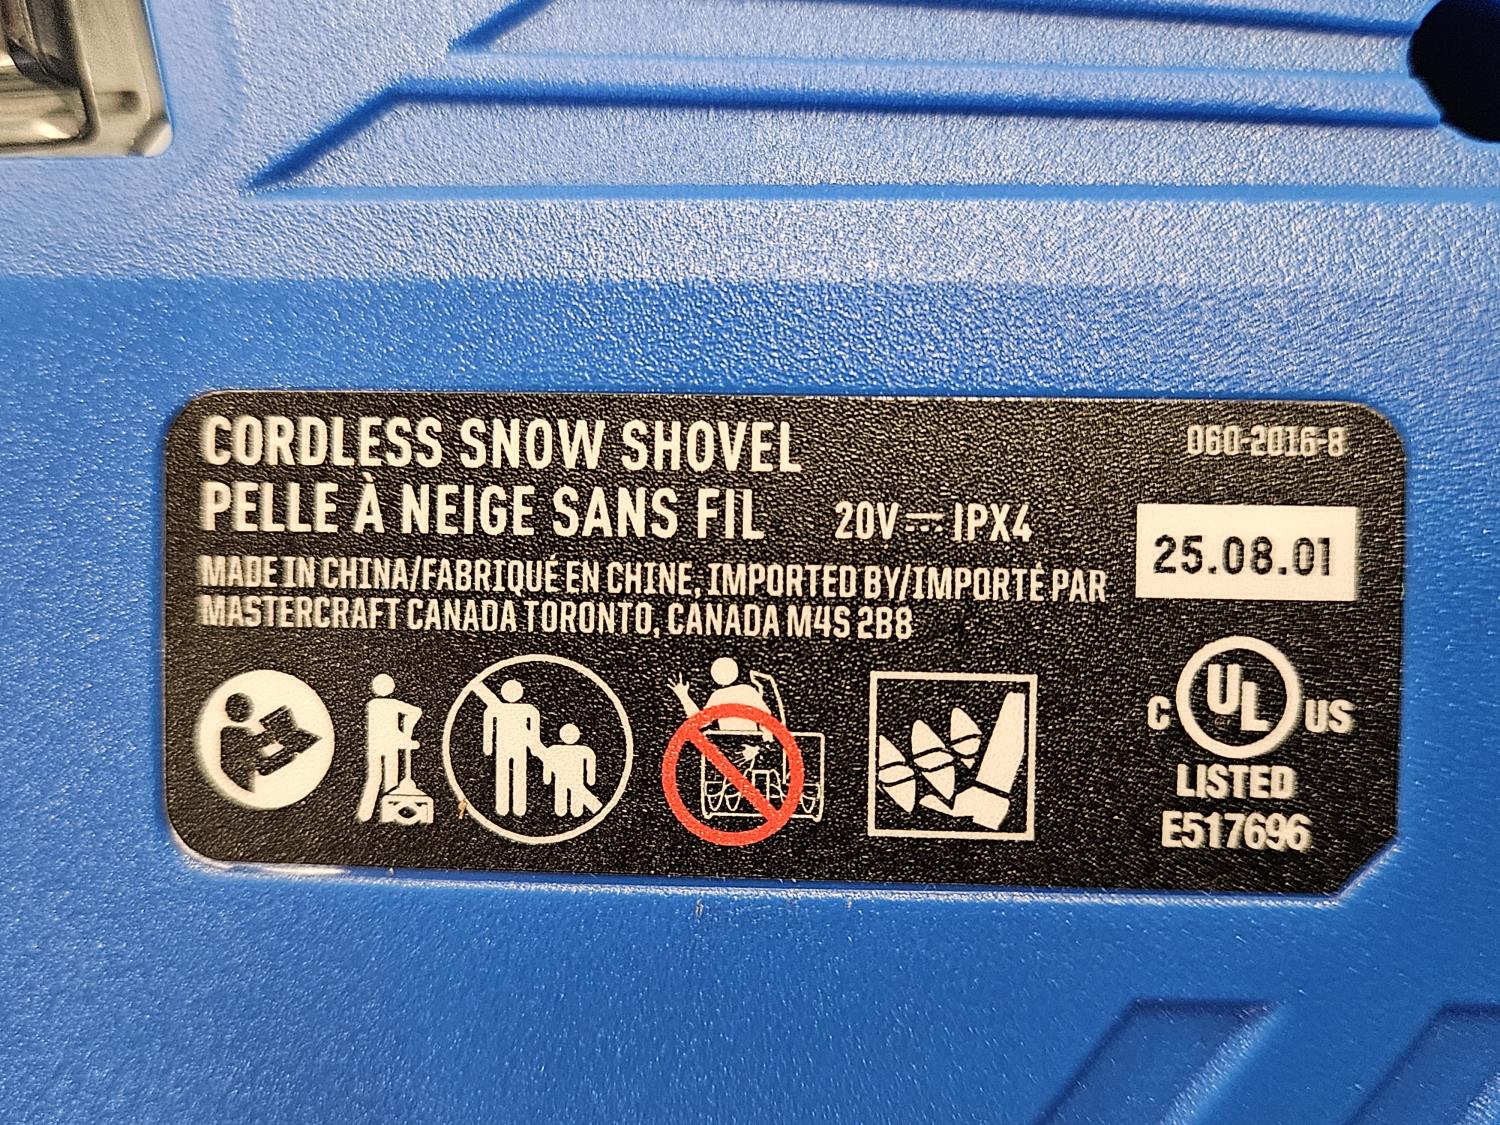 CORDLESS SNOW SHOVEL
060-2016-8
PELLE À NEIGE SANS FIL 20V⎓IPX4
25.08.01
MADE IN CHINA/FABRIQUÉ EN CHINE, IMPORTED BY/IMPORTÉ PAR
MASTERCRAFT CANADA TORONTO, CANADA M4S 2B8
C UL US
LISTED
E517696